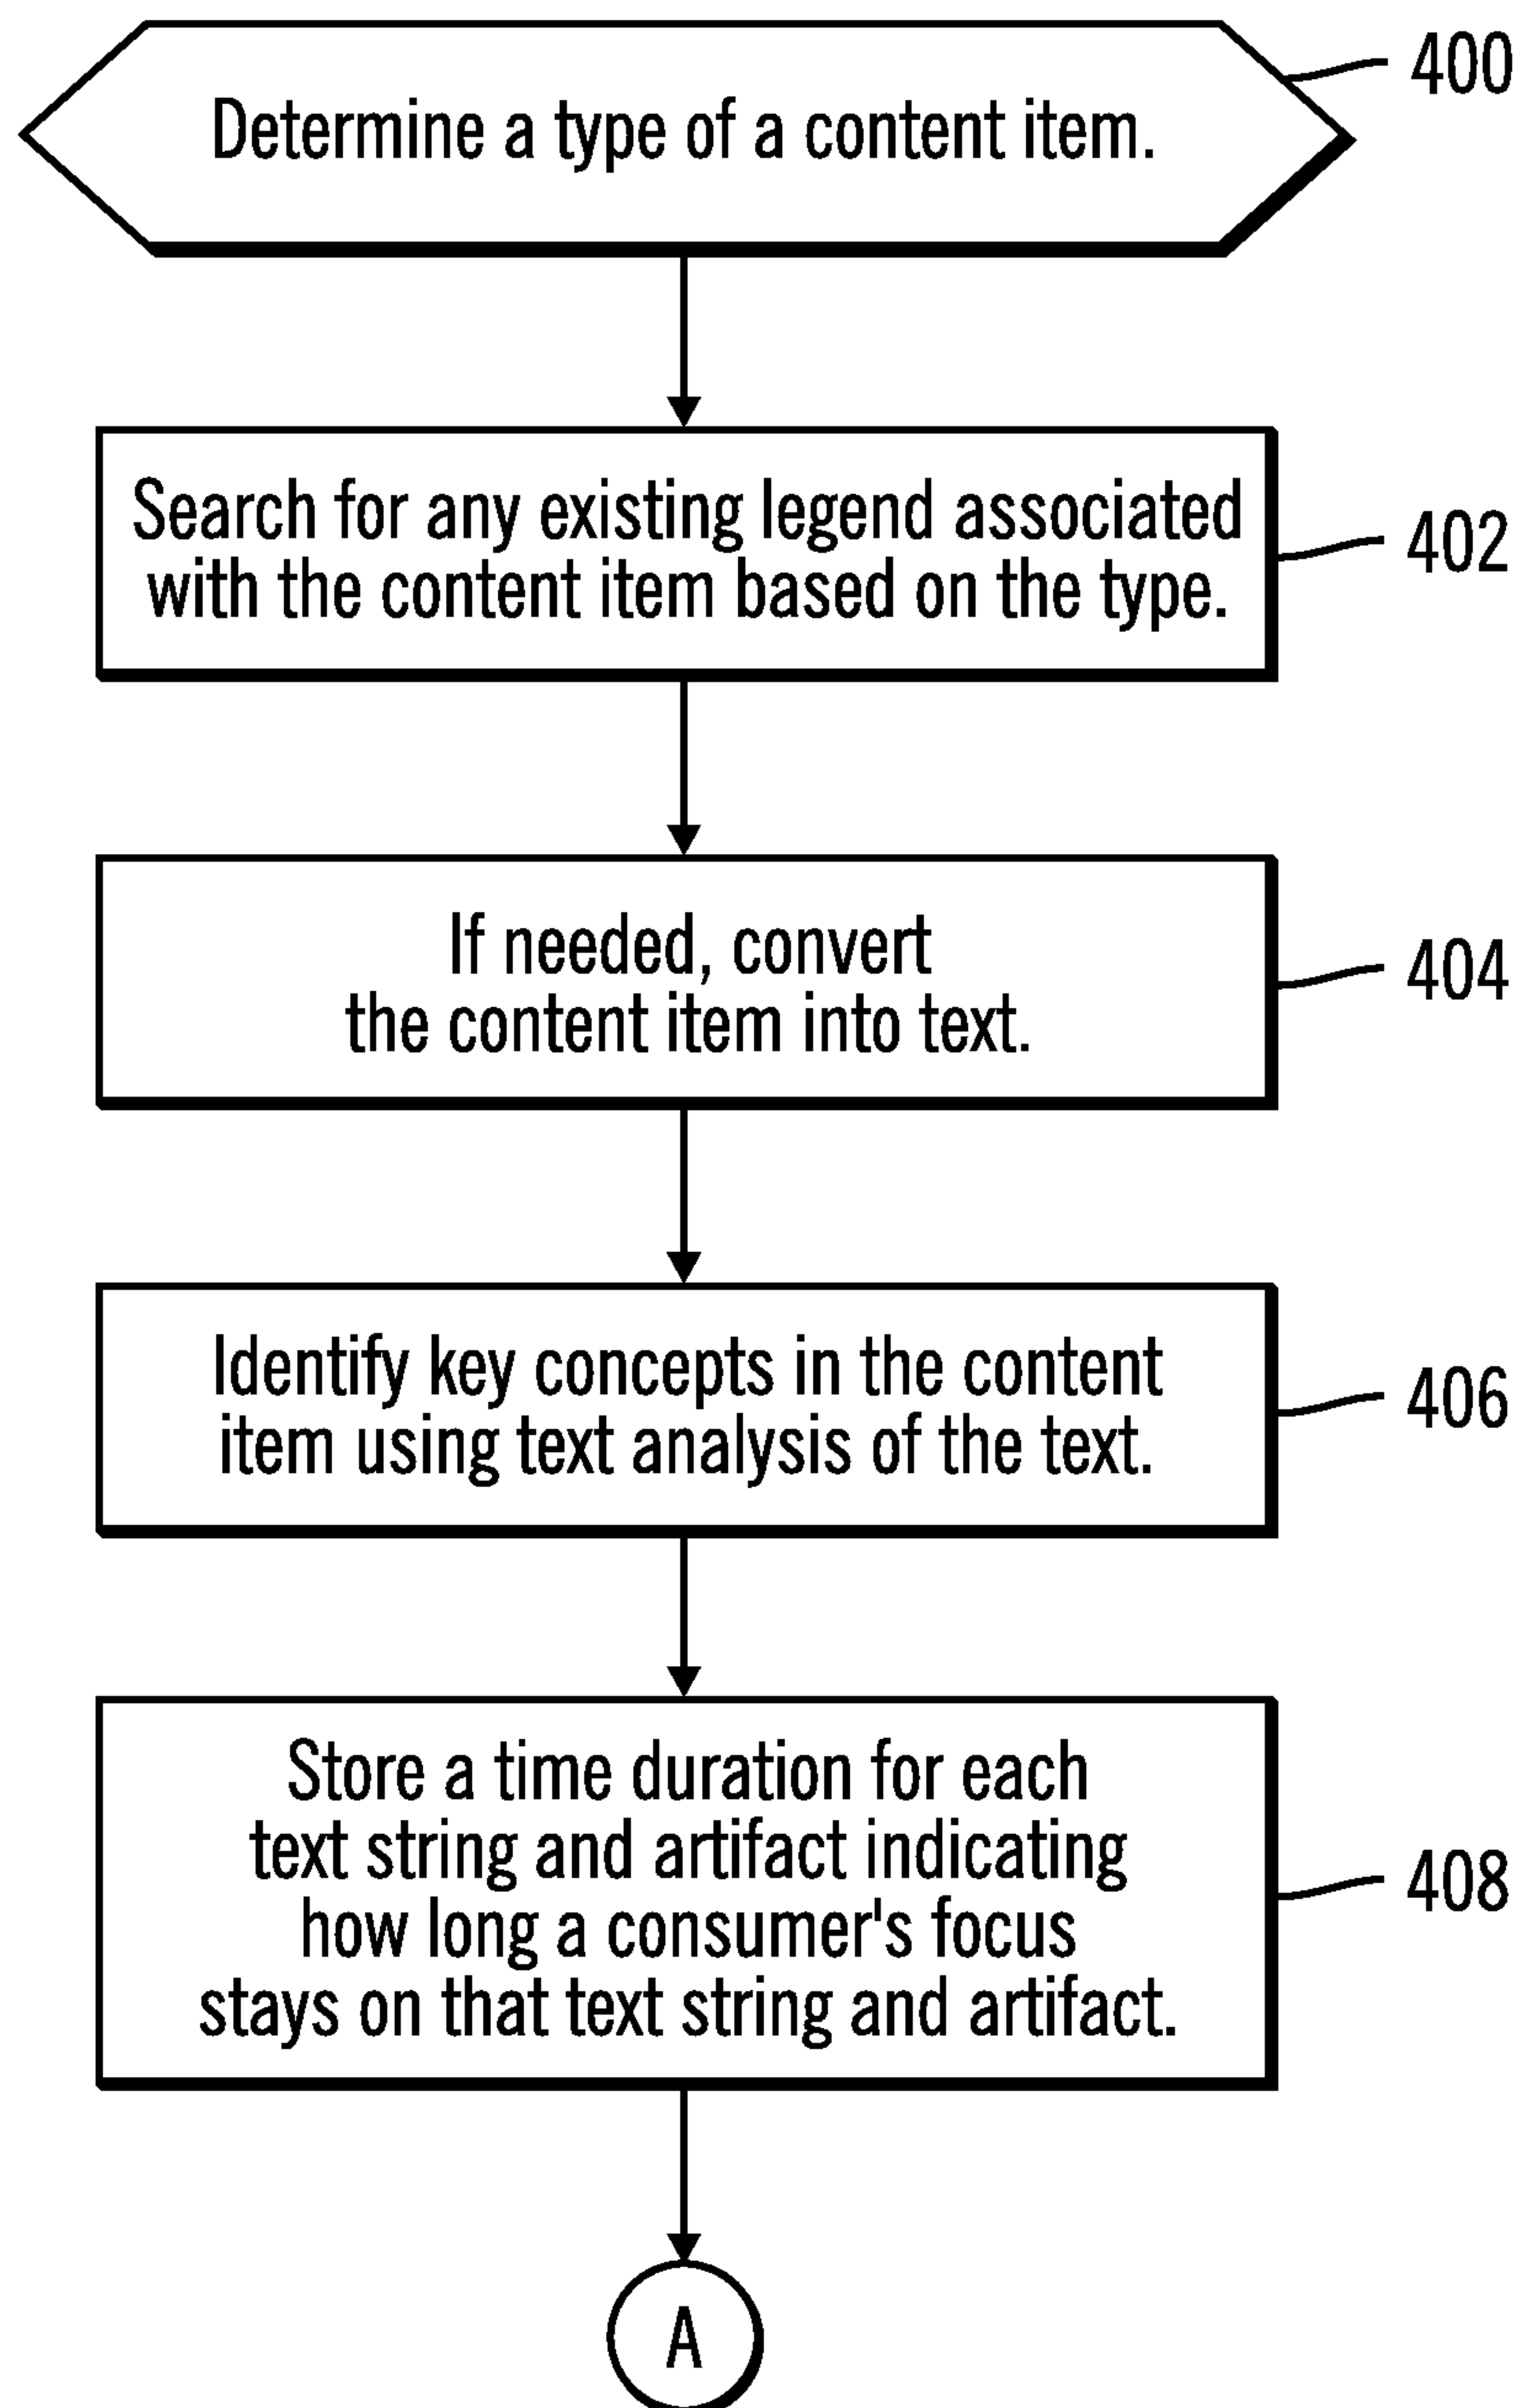 Determine a type of a content item.
400
Search for any existing legend associated
with the content item based on the type.
402
If needed, convert
the content item into text.
404
Identify key concepts in the content
item using text analysis of the text.
406
Store a time duration for each
text string and artifact indicating
how long a consumer's focus
stays on that text string and artifact.
408
A